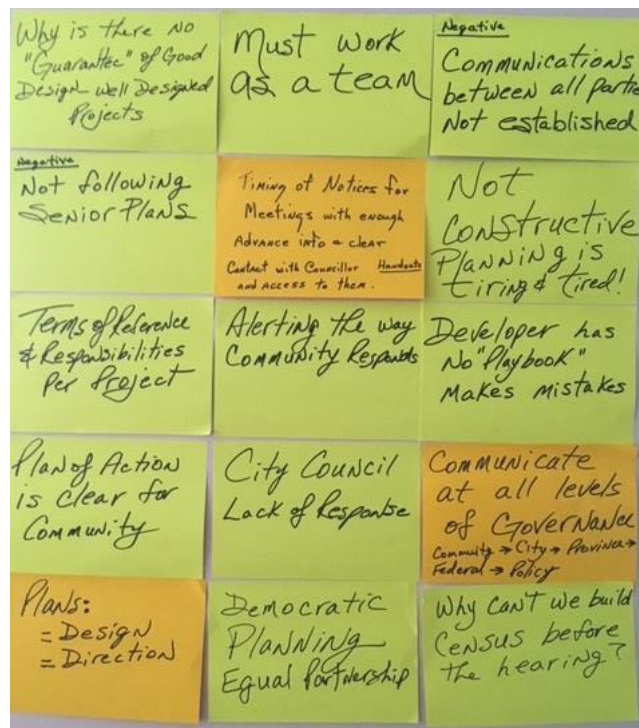 Why is there no
"Guarantee" of Good
Design well Designed
Projects
Must work
as a team
Negative
Communications
between all partie
Not established
Negative
Not following
Senior Plans
Timing of Notices for
Meetings with enough
Advance info & clear
Contact with Councillor Handouts
and access to them.
Not
Constructive
Planning is
tiring & tired!
Terms of Reference
& Responsibilities
Per Project
Alerting the way
Community Responds
Developer has
No "Playbook"
Makes mistakes
Plan of Action
is clear for
Community
City Council
Lack of Response
Communicate
at all levels
of Governance
Community → City → Province →
Federal → Policy
Plans:
= Design
= Direction
Democratic
Planning
Equal Partnership
Why can't we build
Census before
the hearing?